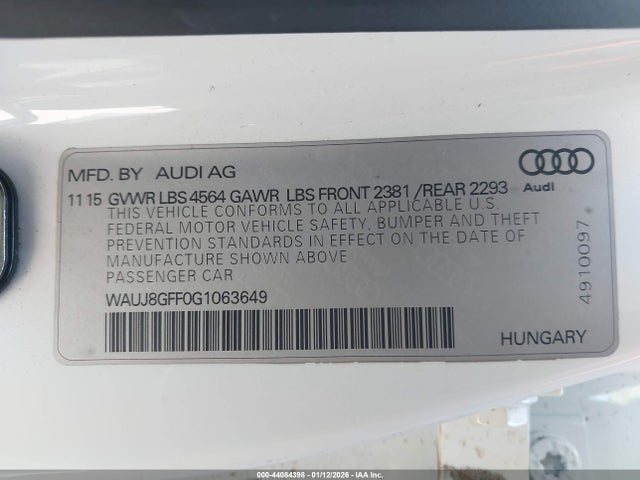 MFD. BY AUDI AG
11 15 GVWR LBS 4564 GAWR LBS FRONT 2381 /REAR 2293
THIS VEHICLE CONFORMS TO ALL APPLICABLE U.S.
FEDERAL MOTOR VEHICLE SAFETY, BUMPER AND THEFT
PREVENTION STANDARDS IN EFFECT ON THE DATE OF
MANUFACTURE SHOWN ABOVE
PASSENGER CAR
WAUJ8GFF0G1063649
Audi
4910097
HUNGARY
000-44084398 - 01/12/2026 - IAA Inc.